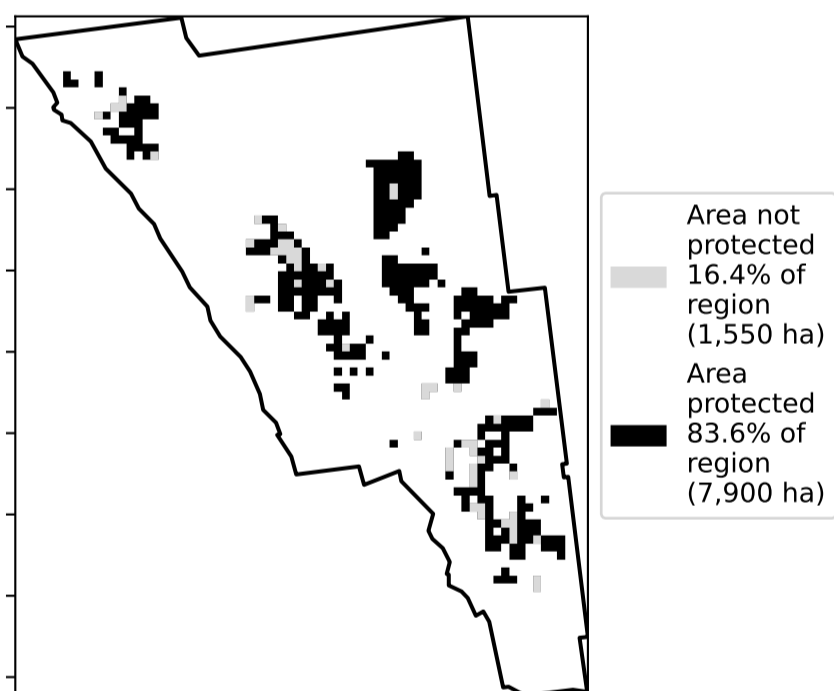 Area not
protected
16.4% of
region
(1,550 ha)
Area
protected
83.6% of
region
(7,900 ha)